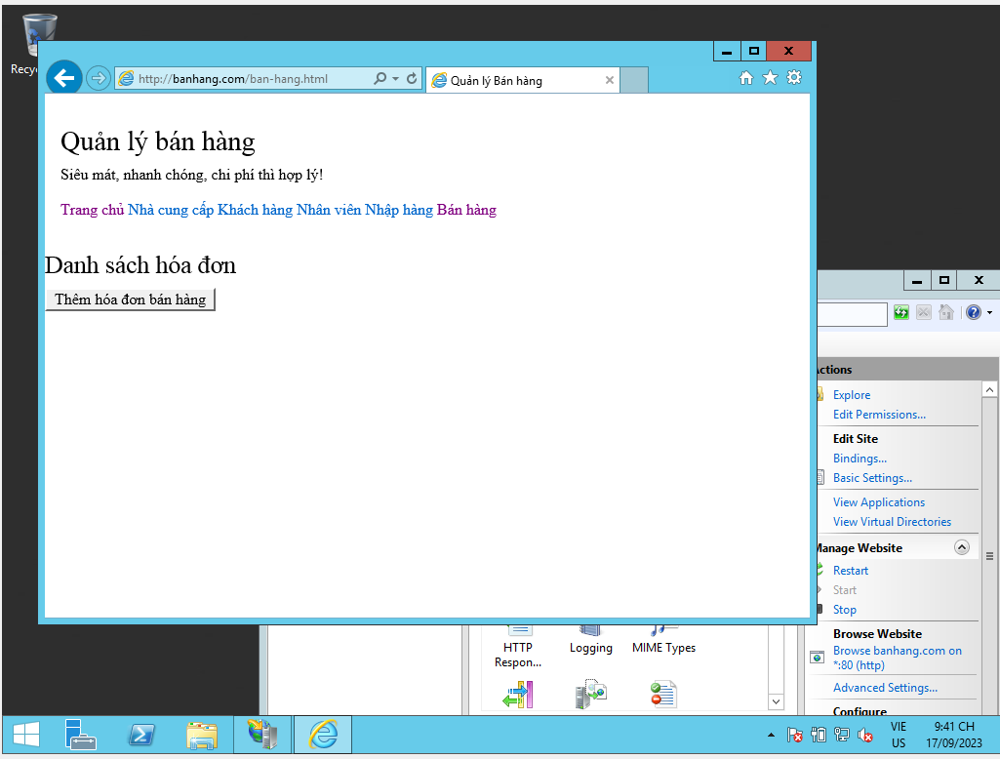 Recyc
http://banhang.com/ban-hang.html
Quản lý Bán hàng
Quản lý bán hàng
Siêu mát, nhanh chóng, chi phí thì hợp lý!
Trang chủ Nhà cung cấp Khách hàng Nhân viên Nhập hàng Bán hàng
Danh sách hóa đơn
Thêm hóa đơn bán hàng
Actions
Explore
Edit Permissions...
Edit Site
Bindings...
Basic Settings...
View Applications
View Virtual Directories
Manage Website
Restart
Start
Stop
Browse Website
Browse banhang.com on
*:80 (http)
Advanced Settings...
Configure
HTTP
Respon...
Logging
MIME Types
VIE
US
9:41 CH
17/09/2023